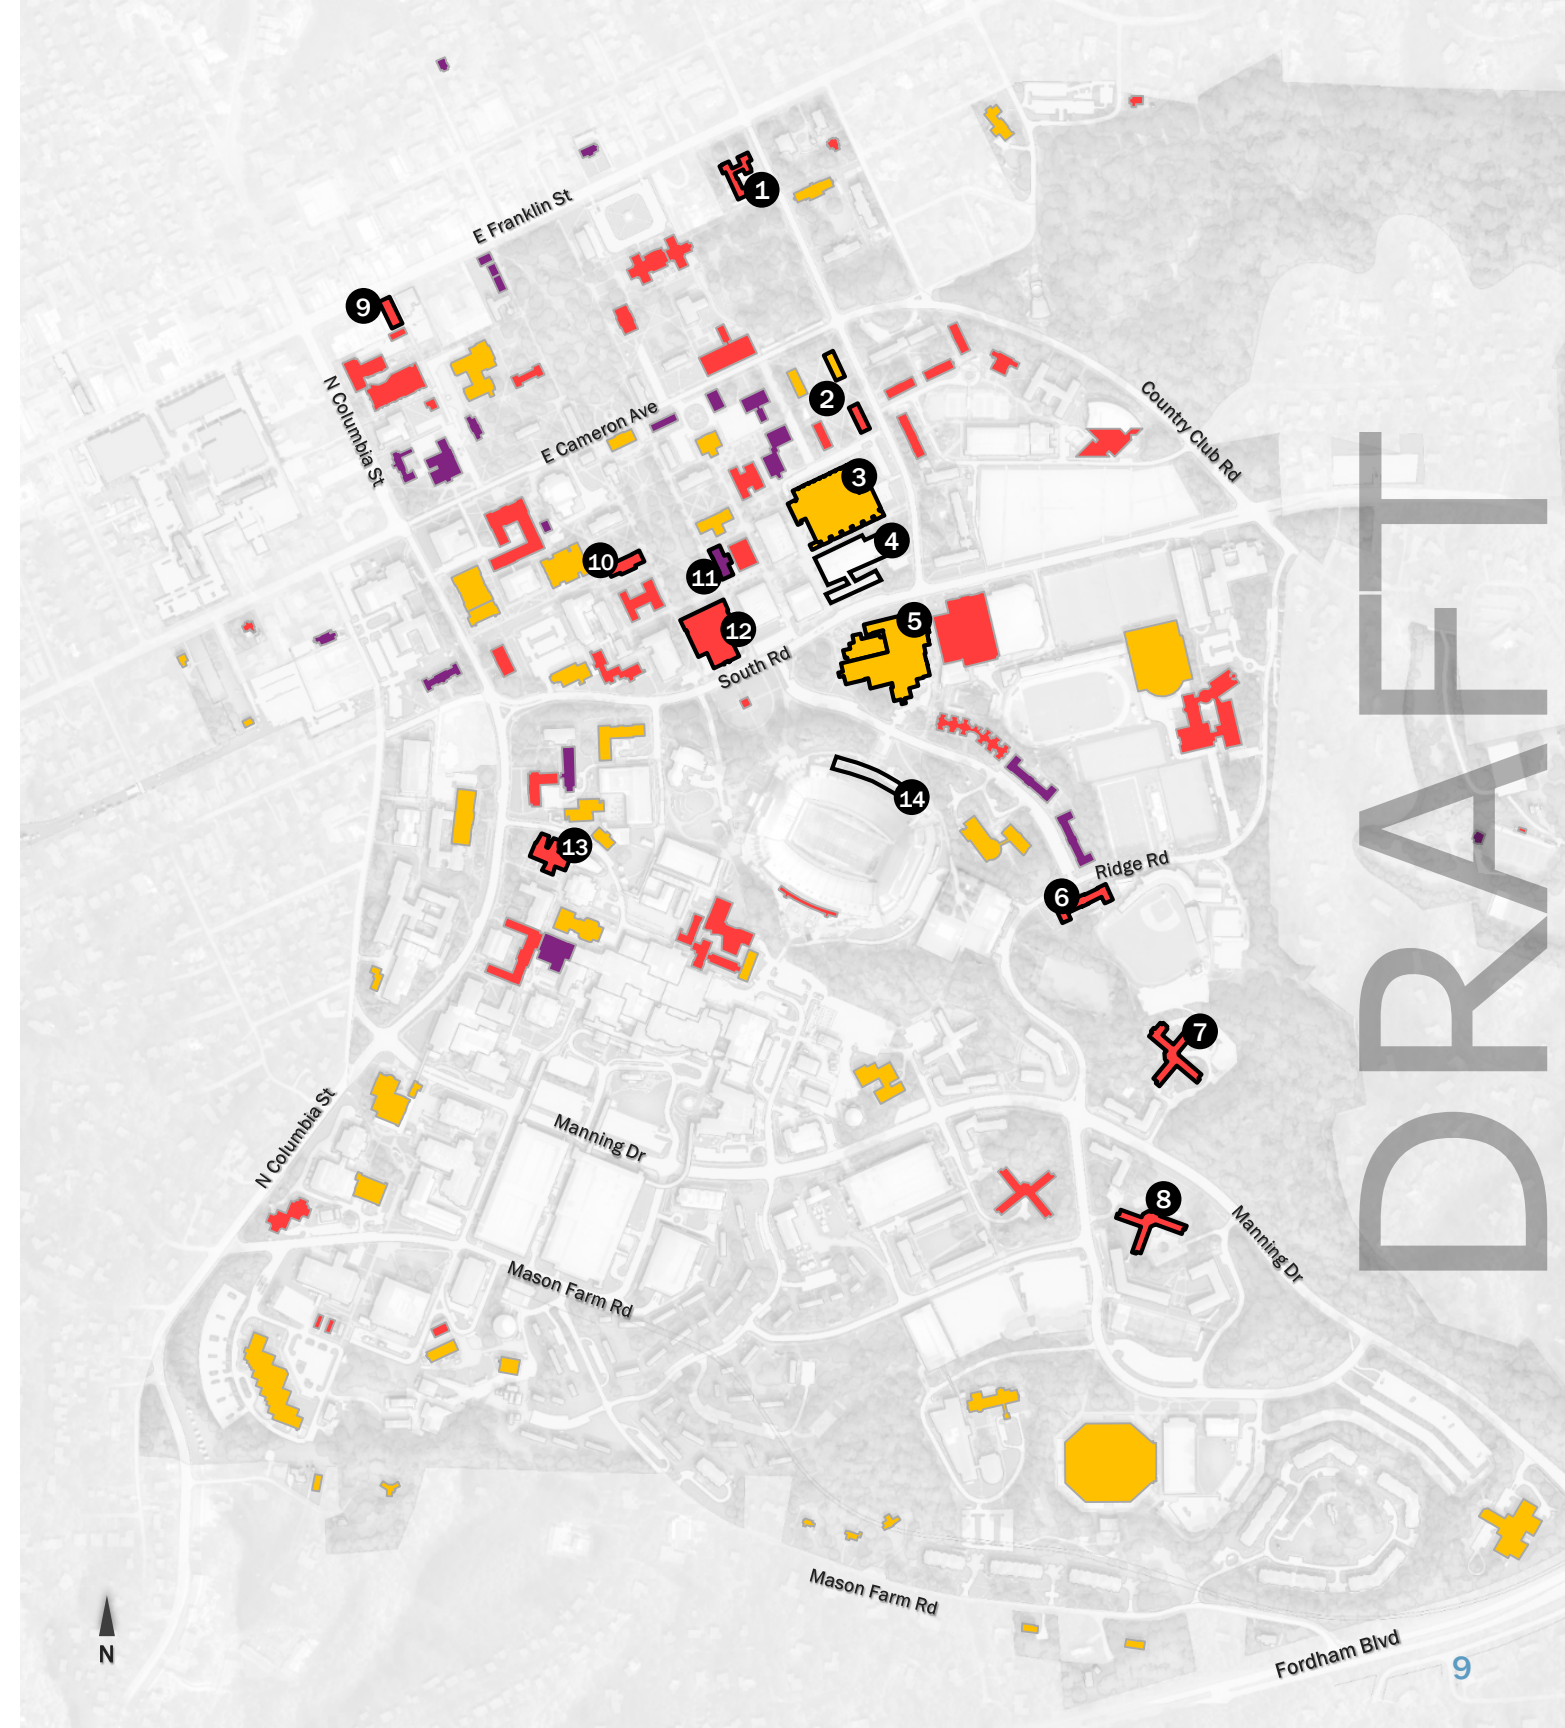 1
E Franklin St
9
N Columbia St
E Cameron Ave
2
Country Club Rd
3
4
10
11
12
5
South Rd
14
13
Ridge Rd
6
7
Manning Dr
8
N Columbia St
Manning Dr
Mason Farm Rd
Mason Farm Rd
N
Fordham Blvd
9
DRAFT